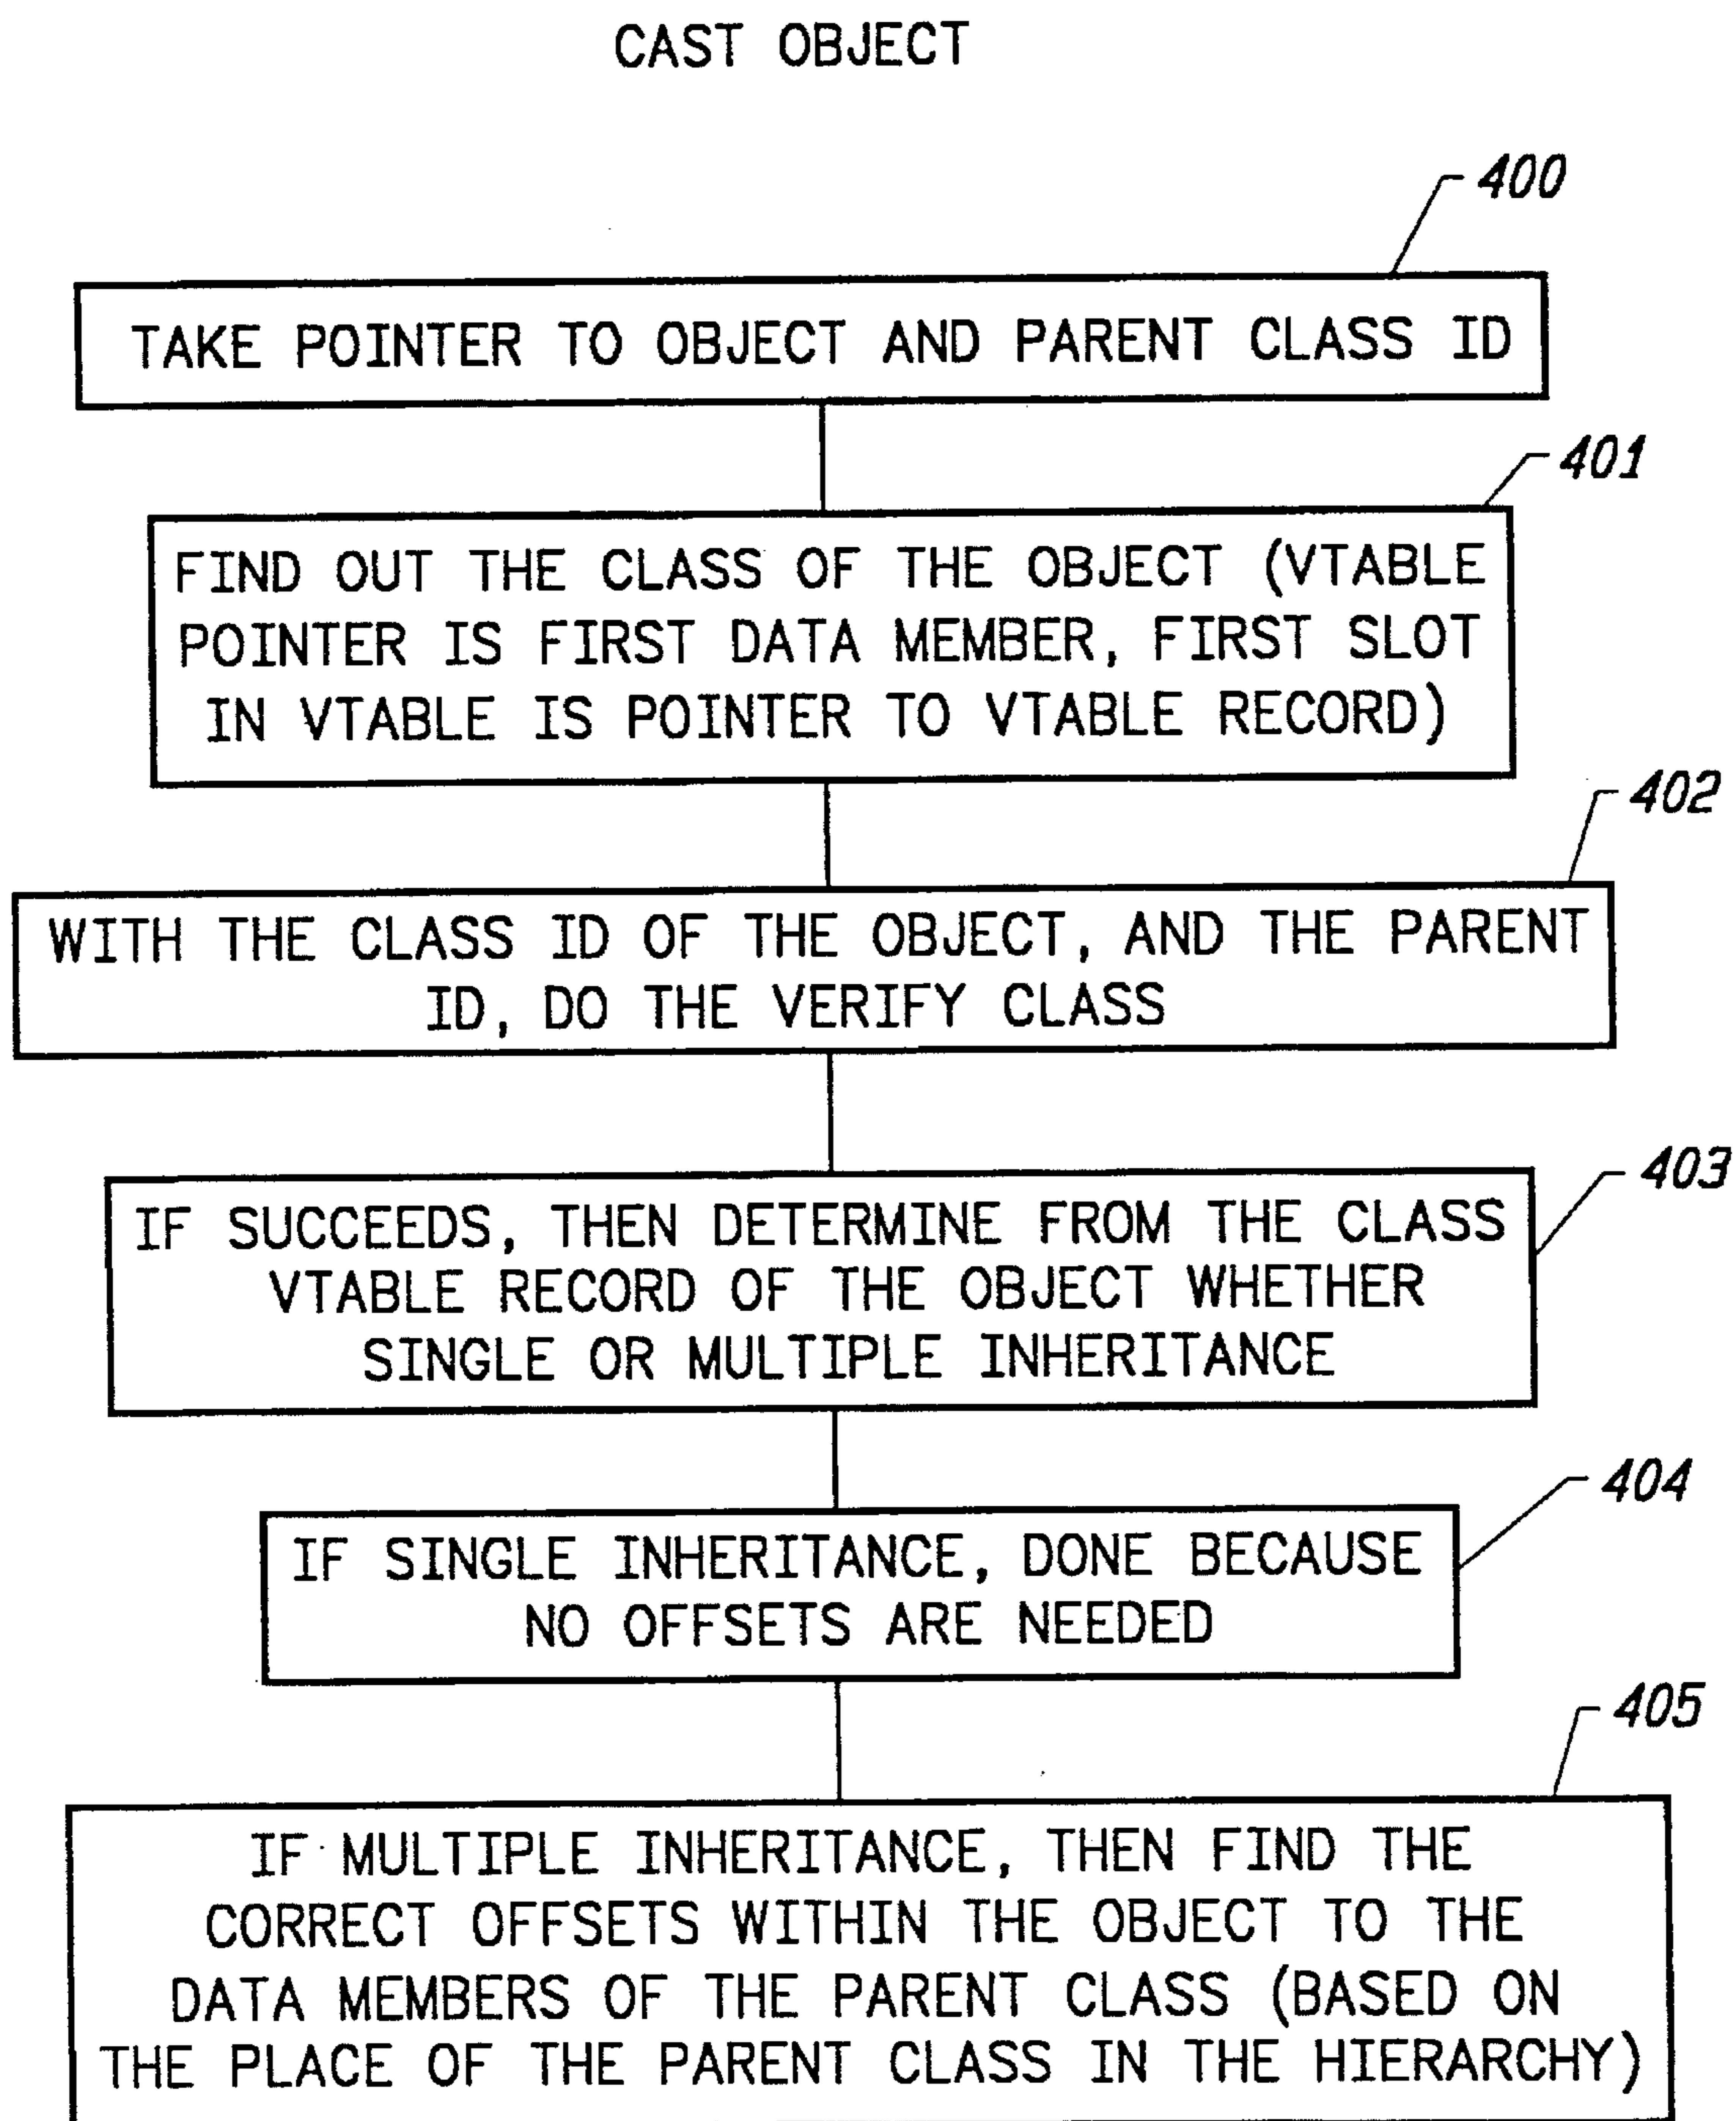 CAST OBJECT
400
TAKE POINTER TO OBJECT AND PARENT CLASS ID
401
FIND OUT THE CLASS OF THE OBJECT (VTABLE
POINTER IS FIRST DATA MEMBER, FIRST SLOT
IN VTABLE IS POINTER TO VTABLE RECORD)
402
WITH THE CLASS ID OF THE OBJECT, AND THE PARENT
ID, DO THE VERIFY CLASS
403
IF SUCCEEDS, THEN DETERMINE FROM THE CLASS
VTABLE RECORD OF THE OBJECT WHETHER
SINGLE OR MULTIPLE INHERITANCE
404
IF SINGLE INHERITANCE, DONE BECAUSE
NO OFFSETS ARE NEEDED
405
IF MULTIPLE INHERITANCE, THEN FIND THE
CORRECT OFFSETS WITHIN THE OBJECT TO THE
DATA MEMBERS OF THE PARENT CLASS (BASED ON
THE PLACE OF THE PARENT CLASS IN THE HIERARCHY)